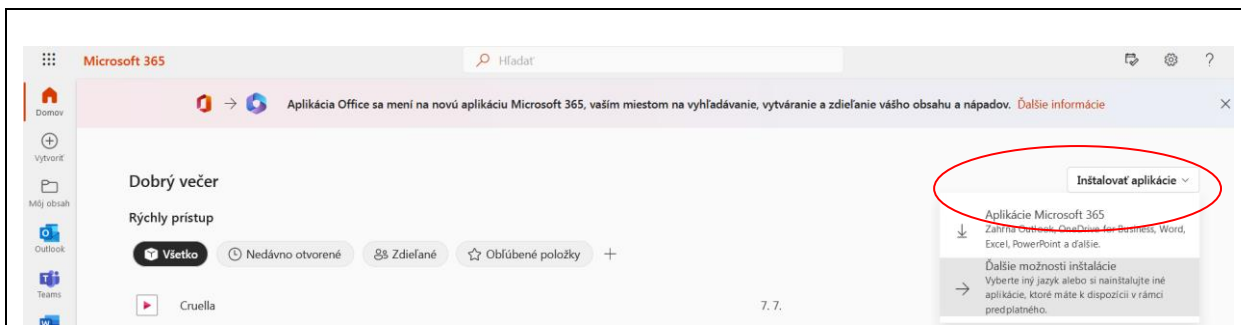 Microsoft 365
Hľadať
?
Aplikácia Office sa mení na novú aplikáciu Microsoft 365, vaším miestom na vyhľadávanie, vytváranie a zdieľanie vášho obsahu a nápadov. Ďalšie informácie
Domov
Vytvoriť
Môj obsah
Outlook
Teams
Dobrý večer
Inštalovať aplikácie
Rýchly prístup
Všetko
Nedávno otvorené
Zdieľané
Obľúbené položky
Cruella
7. 7.
Aplikácie Microsoft 365
Zahŕňa Outlook, OneDrive for Business, Word,
Excel, PowerPoint a ďalšie.
Ďalšie možnosti inštalácie
Vyberte iný jazyk alebo si nainštalujte iné
aplikácie, ktoré máte k dispozícii v rámci
predplatného.